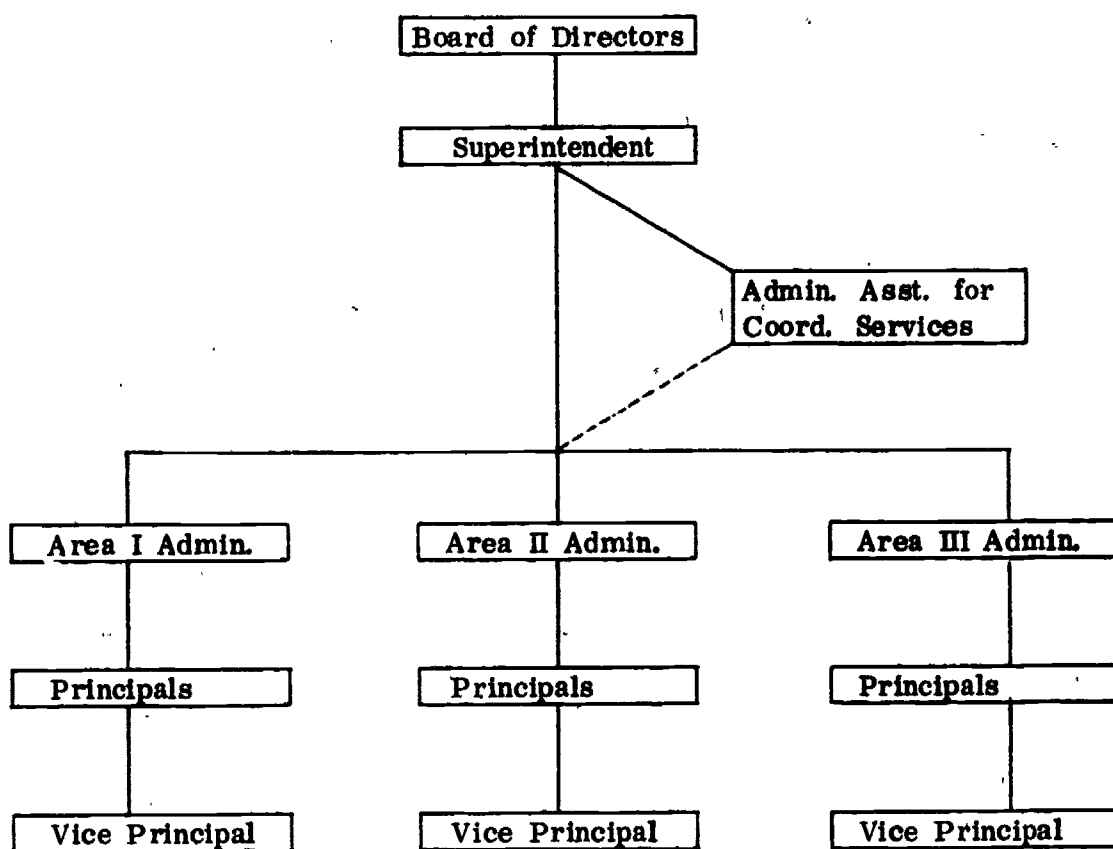 Board of Directors
Superintendent
Admin. Asst. for
Coord. Services
Area I Admin.
Area II Admin.
Area III Admin.
Principals
Principals
Principals
Vice Principal
Vice Principal
Vice Principal